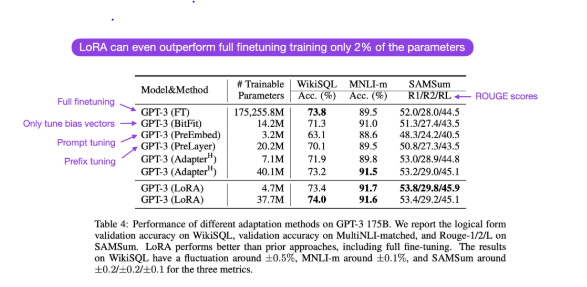 LoRA can even outperform full finetuning training only 2% of the parameters
Model&Method # Trainable Parameters WikiSQL Acc. (%) MNLI-m Acc. (%) SAMSum R1/R2/RL
ROUGE scores
Full finetuning
Only tune bias vectors
Prompt tuning
Prefix tuning
GPT-3 (FT) 175,255.8M 73.8 89.5 52.0/28.0/44.5
GPT-3 (BitFit) 14.2M 71.3 91.0 51.3/27.4/43.5
GPT-3 (PreEmbed) 3.2M 63.1 88.6 48.3/24.2/40.5
GPT-3 (PreLayer) 20.2M 70.1 89.5 50.8/27.3/43.5
GPT-3 (AdapterH) 7.1M 71.9 89.8 53.0/28.9/44.8
GPT-3 (AdapterH) 40.1M 73.2 91.5 53.2/29.0/45.1
GPT-3 (LoRA) 4.7M 73.4 91.7 53.8/29.8/45.9
GPT-3 (LoRA) 37.7M 74.0 91.6 53.4/29.2/45.1
Table 4: Performance of different adaptation methods on GPT-3 175B. We report the logical form
validation accuracy on WikiSQL, validation accuracy on MultiNLI-matched, and Rouge-1/2/L on
SAMSum. LoRA performs better than prior approaches, including full fine-tuning. The results
on WikiSQL have a fluctuation around ±0.5%, MNLI-m around ±0.1%, and SAMSum around
±0.2/±0.2/±0.1 for the three metrics.